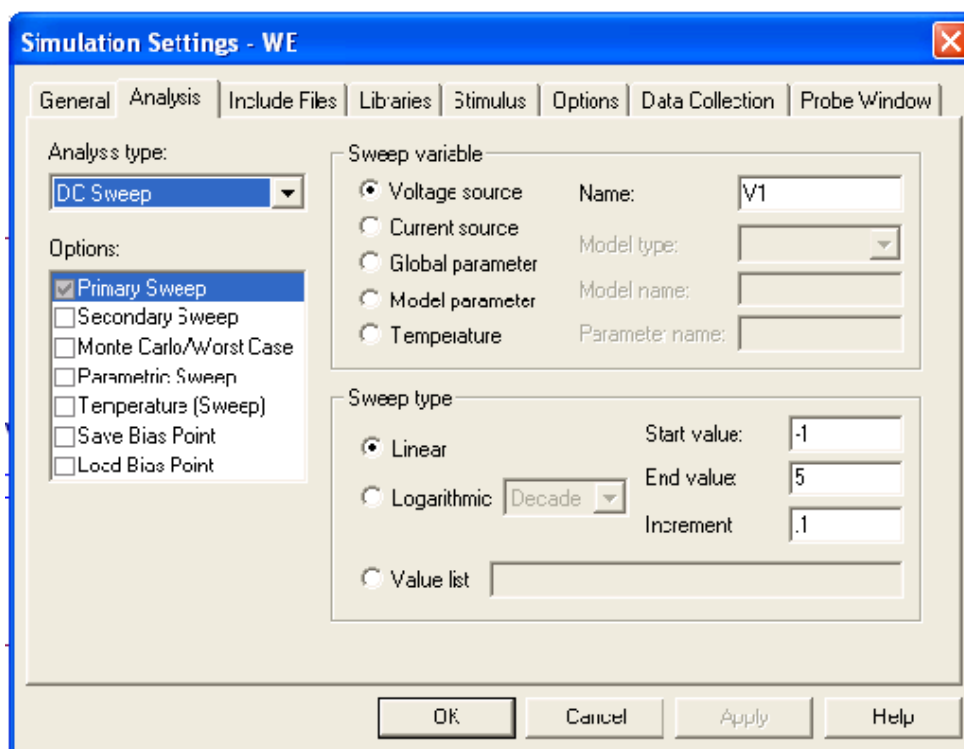 Simulation Settings - WE
General Analysis Include Files Libraries Stimulus Options Data Collection Probe Window
Analysis type:
DC Sweep
Options:
Primary Sweep
Secondary Sweep
Monte Carlo/Worst Case
Parametric Sweep
Temperature (Sweep)
Save Bias Point
Load Bias Point
Sweep variable
Voltage source
Current source
Global parameter
Model parameter
Temperature
Name: V1
Model type:
Model name:
Parameter name:
Sweep type
Linear
Logarithmic Decade
Value list
Start value: -1
End value: 5
Increment .1
OK Cancel Apply Help